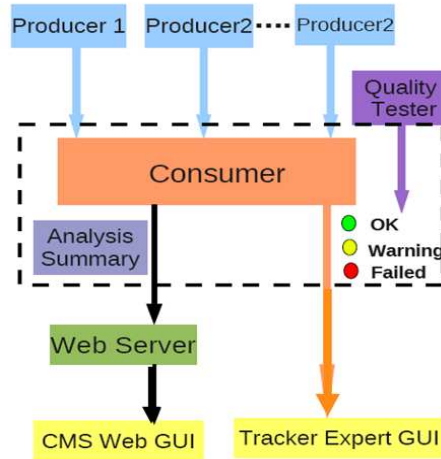 Producer 1
Producer2
Producer2
Quality
Tester
Consumer
Analysis
Summary
OK
Warning
Failed
Web Server
CMS Web GUI
Tracker Expert GUI